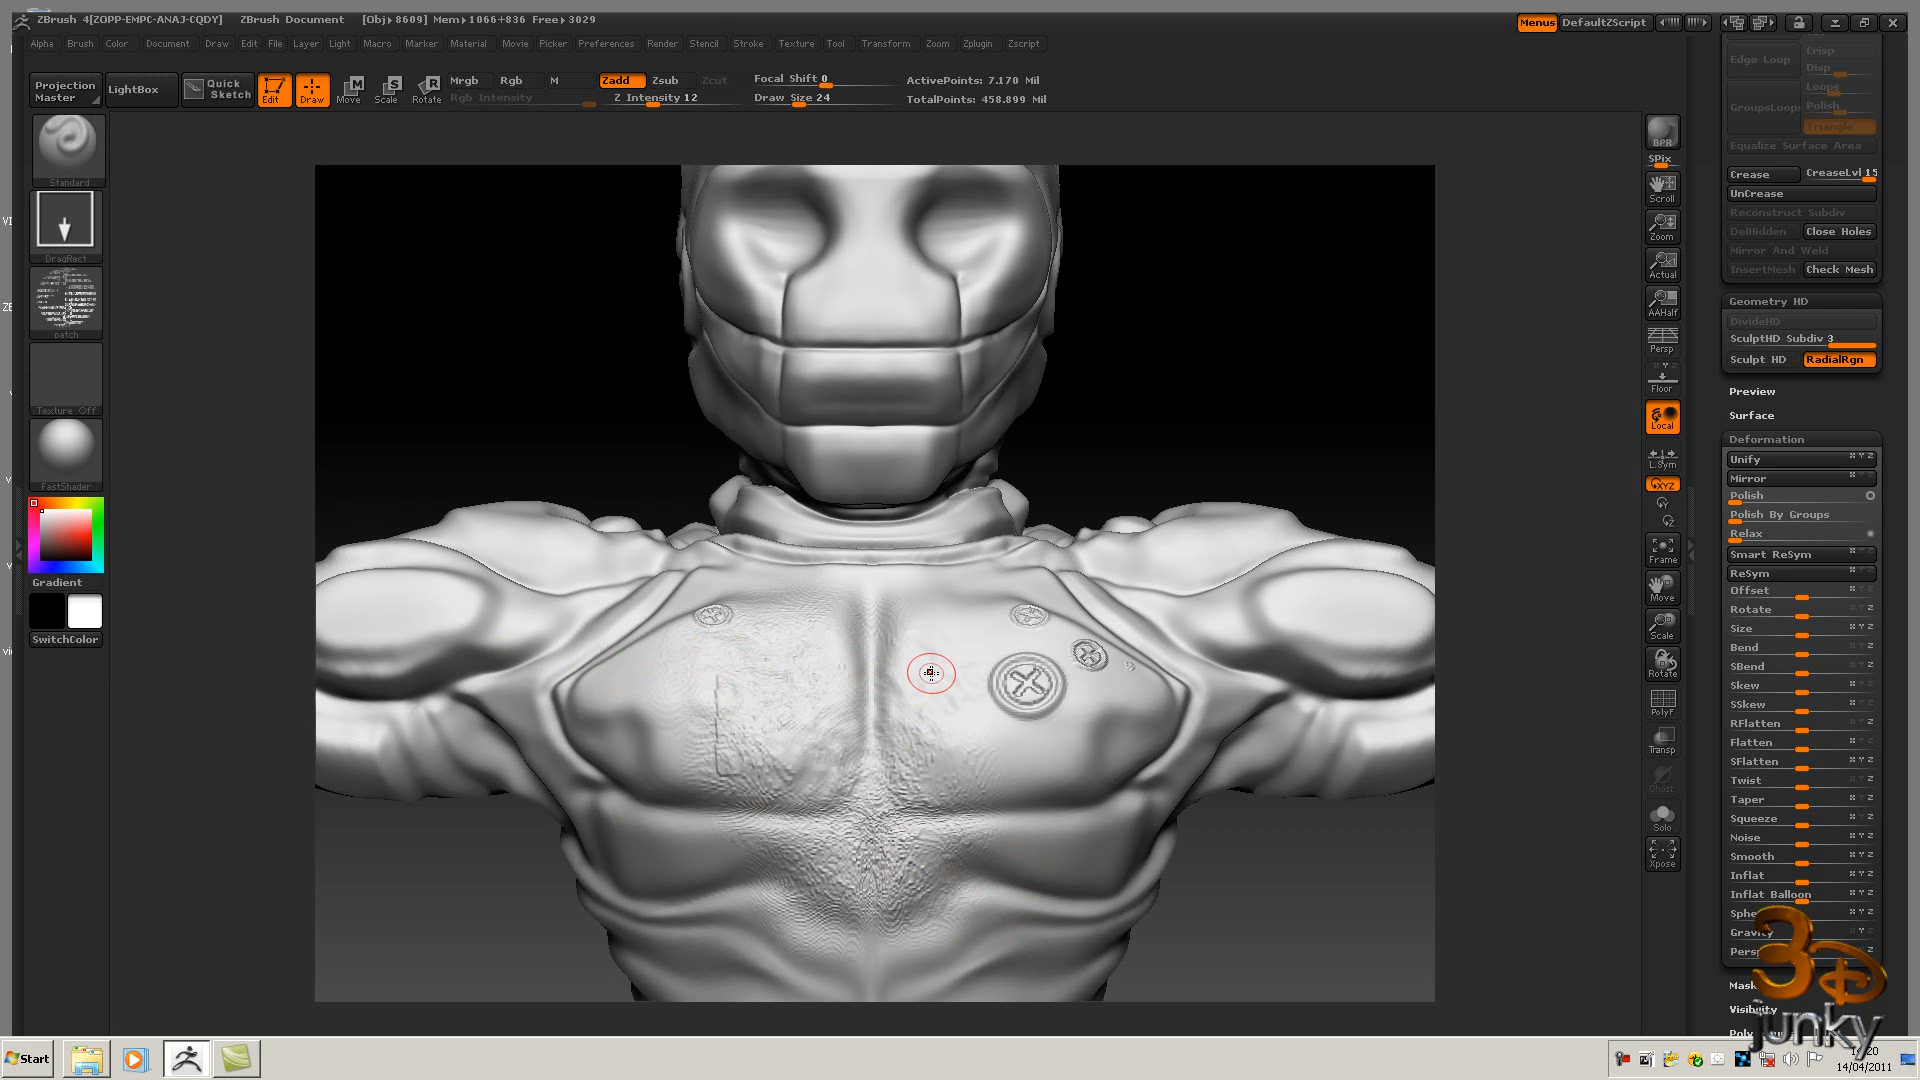 ZBrush 4[ZOPP-EMPC-ANAJ-CQDY] ZBrush Document [Obj▸8609] Mem▸1066+836 Free▸3029
Menus DefaultZScript
Alpha Brush Color Document Draw Edit File Layer Light Macro Marker Material Movie Picker Preferences Render Stencil Stroke Texture Tool Transform Zoom Zplugin Zscript
Projection Master
LightBox
Quick Sketch
Edit
Draw
Move
Scale
Rotate
Mrgb Rgb M
Rgb Intensity
Zadd Zsub Zcut
Z Intensity 12
Focal Shift 0
Draw Size 24
ActivePoints: 7.170 Mil
TotalPoints: 458.899 Mil
Standard
DragRect
patch
Texture Off
FastShader
Gradient
SwitchColor
BPR
SPix
Scroll
Zoom
Actual
AAHalf
Persp
Floor
Local
L.Sym
XYZ
Y
Z
Frame
Move
Scale
Rotate
PolyF
Transp
Ghost
Solo
Xpose
Edge Loop
Crisp
Disp
Loops
GroupsLoops
Polish
Triangle
Equalize Surface Area
Crease CreaseLvl 15
UnCrease
Reconstruct Subdiv
DelHidden Close Holes
Mirror And Weld
InsertMesh Check Mesh
Geometry HD
DivideHD
SculptHD Subdiv 3
Sculpt HD RadialRgn
Preview
Surface
Deformation
Unify
Mirror
Polish
Polish By Groups
Relax
Smart ReSym
ReSym
Offset
Rotate
Size
Bend
SBend
Skew
SSkew
RFlatten
Flatten
SFlatten
Twist
Taper
Squeeze
Noise
Smooth
Inflat
Inflat Balloon
Sphe
Gravity
Persp
Mask
Visibility
Poly
3D
junky
Start
14:20
14/04/2011